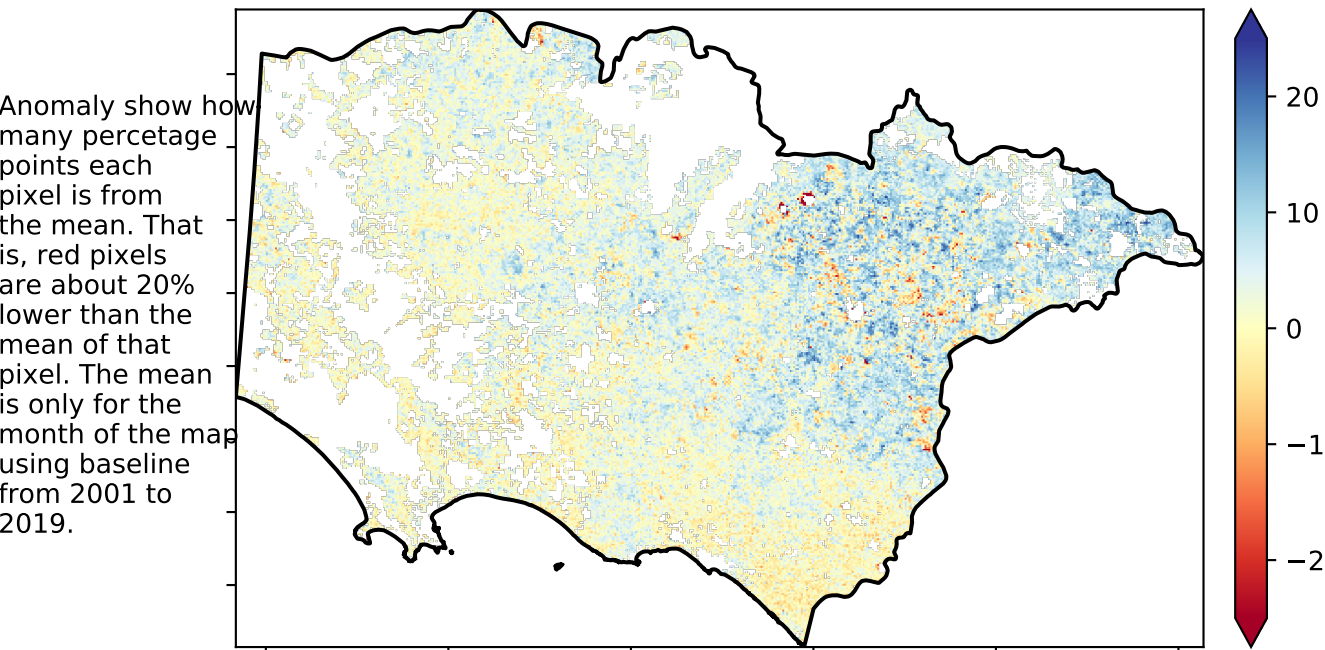 Anomaly show how
many percetage
points each
pixel is from
the mean. That
is, red pixels
are about 20%
lower than the
mean of that
pixel. The mean
is only for the
month of the map
using baseline
from 2001 to
2019.
20
10
0
−1
−2